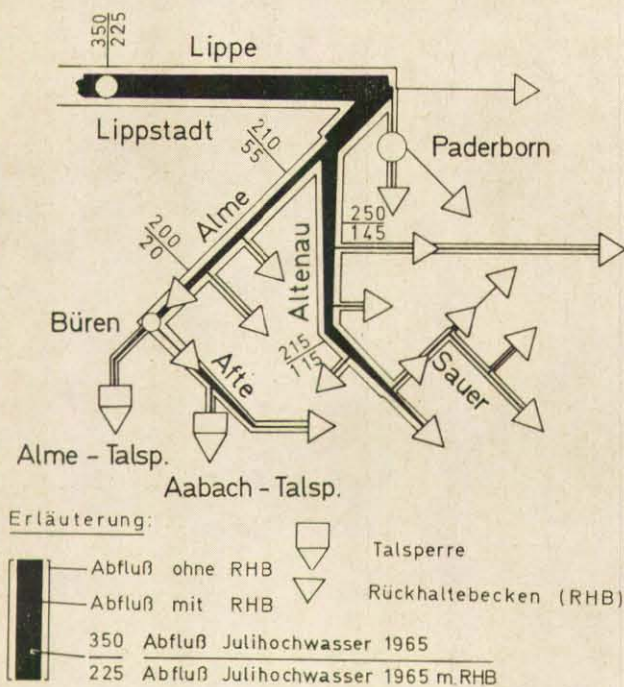 350
225
Lippe
Lippstadt
Paderborn
210
55
Alme
250
145
200
20
Altenau
Büren
215
115
Afte
Sauer
Alme - Talsp.
Aabach - Talsp.
Erläuterung:
Abfluß ohne RHB
Abfluß mit RHB
350 Abfluß Julihochwasser 1965
225 Abfluß Julihochwasser 1965 m.RHB
Talsperre
Rückhaltebecken (RHB)